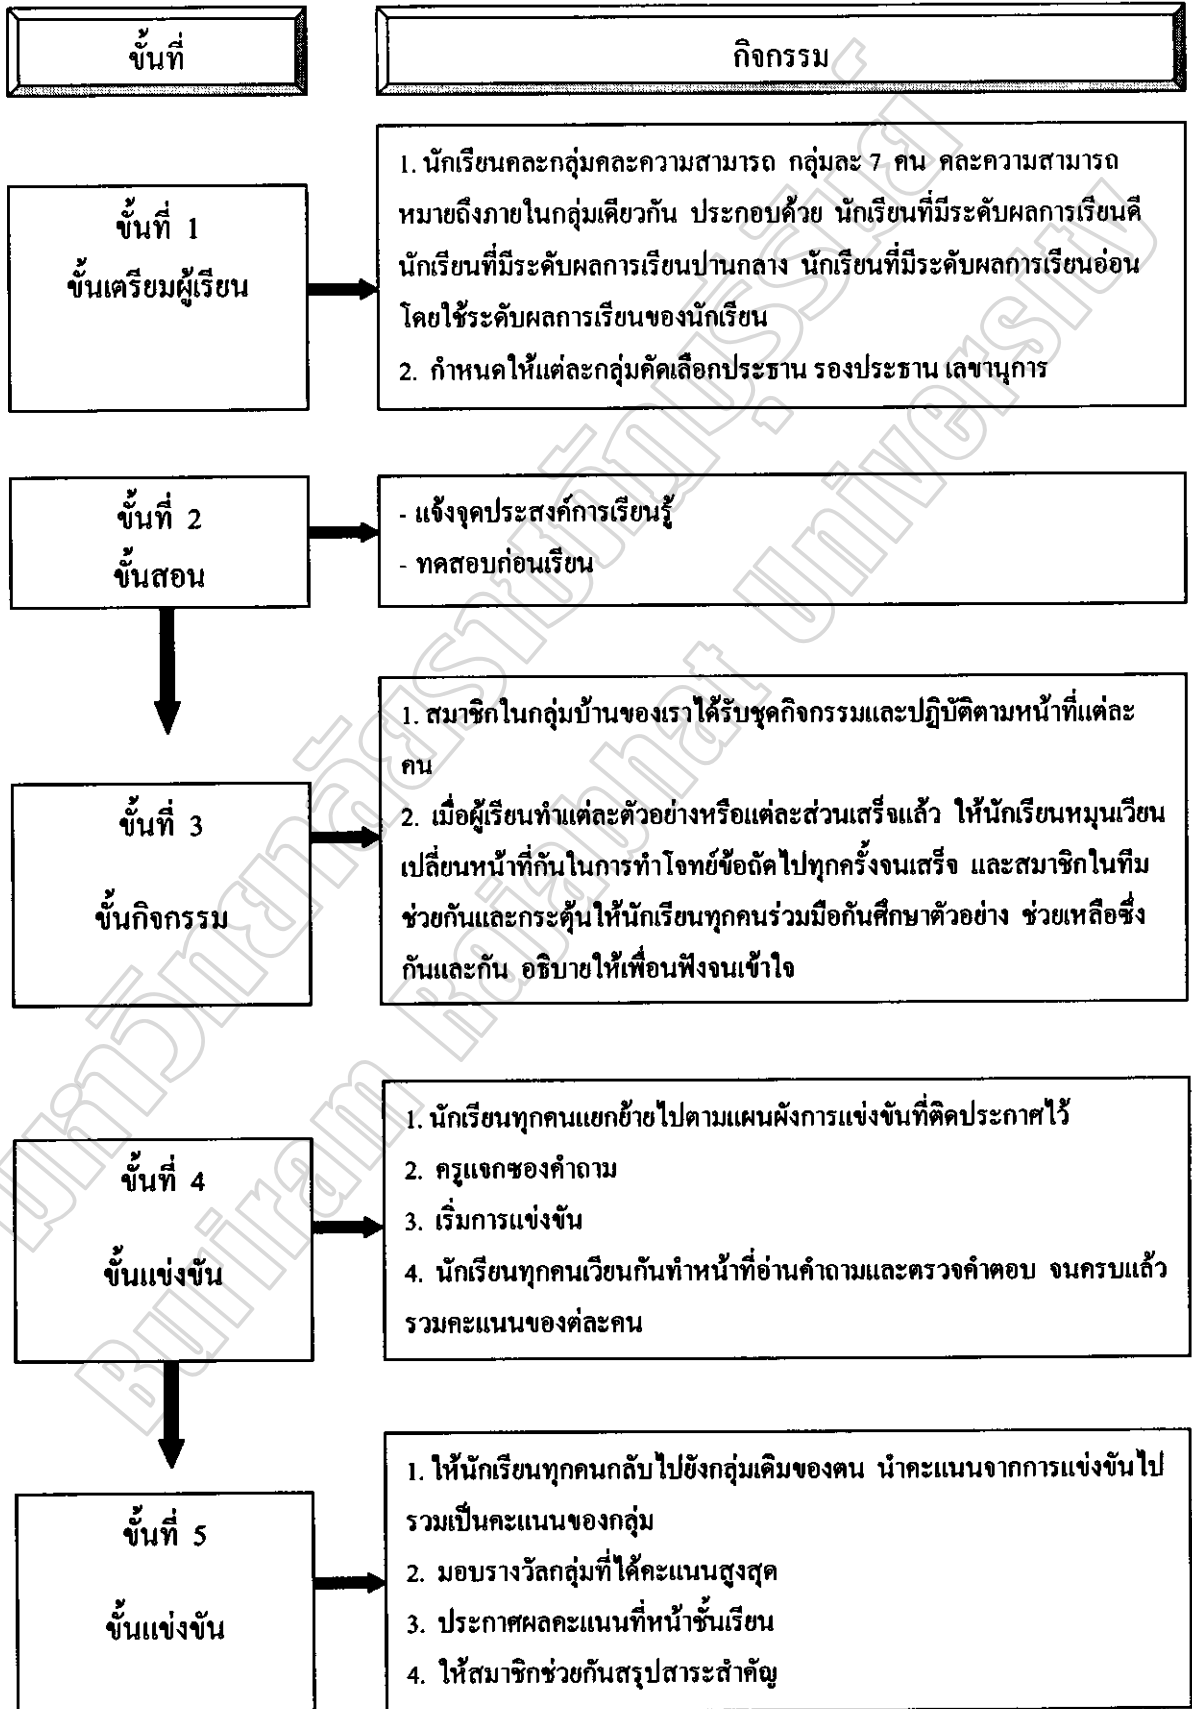 ขั้นที่
กิจกรรม
ขั้นที่ 1
ขั้นเตรียมผู้เรียน
1. นักเรียนคละกลุ่มคละความสามารถ กลุ่มละ 7 คน คละความสามารถ
หมายถึงภายในกลุ่มเดียวกัน ประกอบด้วย นักเรียนที่มีระดับผลการเรียนดี
นักเรียนที่มีระดับผลการเรียนปานกลาง นักเรียนที่มีระดับผลการเรียนอ่อน
โดยใช้ระดับผลการเรียนของนักเรียน
2. กำหนดให้แต่ละกลุ่มคัดเลือกประธาน รองประธาน เลขานุการ
ขั้นที่ 2
ขั้นสอน
- แจ้งจุดประสงค์การเรียนรู้
- ทดสอบก่อนเรียน
ขั้นที่ 3
ขั้นกิจกรรม
1. สมาชิกในกลุ่มบ้านของเราได้รับชุดกิจกรรมและปฏิบัติตามหน้าที่แต่ละ
คน
2. เมื่อผู้เรียนทำแต่ละตัวอย่างหรือแต่ละส่วนเสร็จแล้ว ให้นักเรียนหมุนเวียน
เปลี่ยนหน้าที่กันในการทำโจทย์ข้อถัดไปทุกครั้งจนเสร็จ และสมาชิกในทีม
ช่วยกันและกระตุ้นให้นักเรียนทุกคนร่วมมือกันศึกษาตัวอย่าง ช่วยเหลือซึ่ง
กันและกัน อธิบายให้เพื่อนฟังจนเข้าใจ
ขั้นที่ 4
ขั้นแข่งขัน
1. นักเรียนทุกคนแยกย้ายไปตามแผนผังการแข่งขันที่ติดประกาศไว้
2. ครูแจกซองคำถาม
3. เริ่มการแข่งขัน
4. นักเรียนทุกคนเวียนกันทำหน้าที่อ่านคำถามและตรวจคำตอบ จนครบแล้ว
รวมคะแนนของต่ละคน
ขั้นที่ 5
ขั้นแข่งขัน
1. ให้นักเรียนทุกคนกลับไปยังกลุ่มเดิมของตน นำคะแนนจากการแข่งขันไป
รวมเป็นคะแนนของกลุ่ม
2. มอบรางวัลกลุ่มที่ได้คะแนนสูงสุด
3. ประกาศผลคะแนนที่หน้าชั้นเรียน
4. ให้สมาชิกช่วยกันสรุปสาระสำคัญ
มหาวิทยาลัยราชภัฏบุรีรัมย์
Buriram Rajabhat University